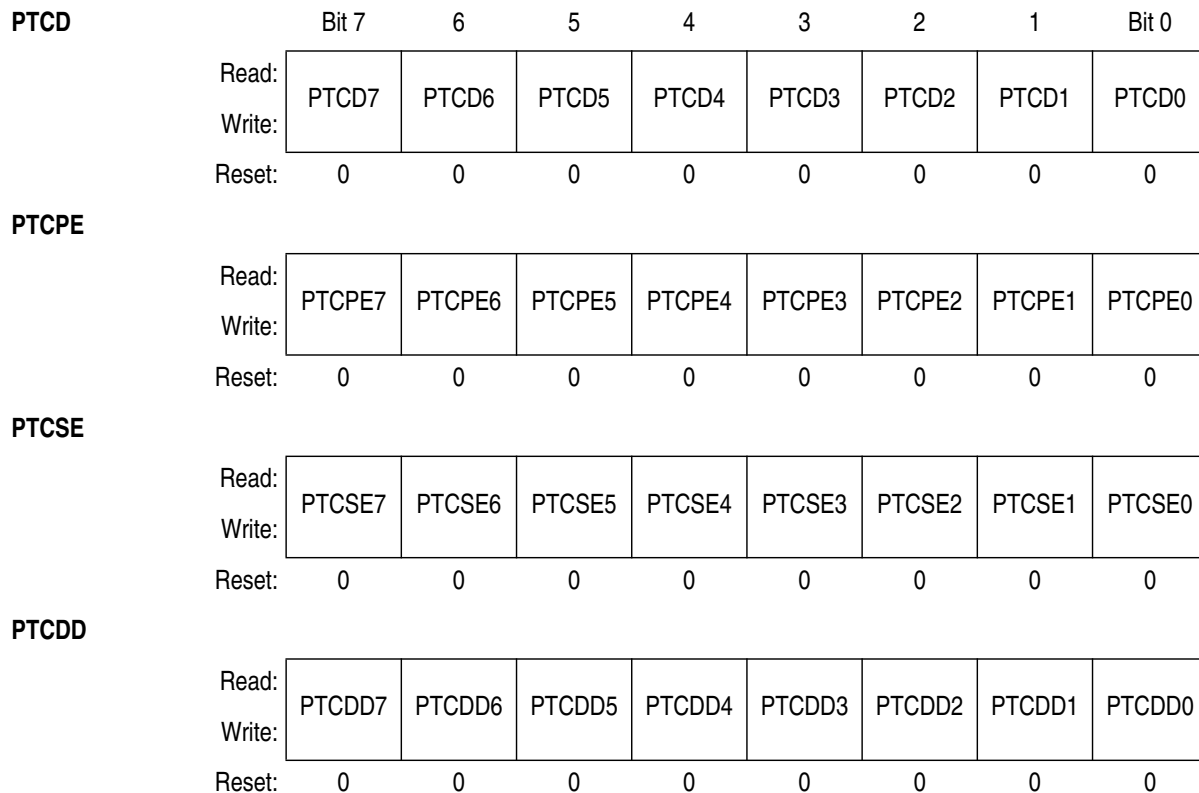 PTCD Bit 7 6 5 4 3 2 1 Bit 0
Read:
PTCD7 PTCD6 PTCD5 PTCD4 PTCD3 PTCD2 PTCD1 PTCD0
Write:
Reset: 0 0 0 0 0 0 0 0
PTCPE
Read:
PTCPE7 PTCPE6 PTCPE5 PTCPE4 PTCPE3 PTCPE2 PTCPE1 PTCPE0
Write:
Reset: 0 0 0 0 0 0 0 0
PTCSE
Read:
PTCSE7 PTCSE6 PTCSE5 PTCSE4 PTCSE3 PTCSE2 PTCSE1 PTCSE0
Write:
Reset: 0 0 0 0 0 0 0 0
PTCDD
Read:
PTCDD7 PTCDD6 PTCDD5 PTCDD4 PTCDD3 PTCDD2 PTCDD1 PTCDD0
Write:
Reset: 0 0 0 0 0 0 0 0